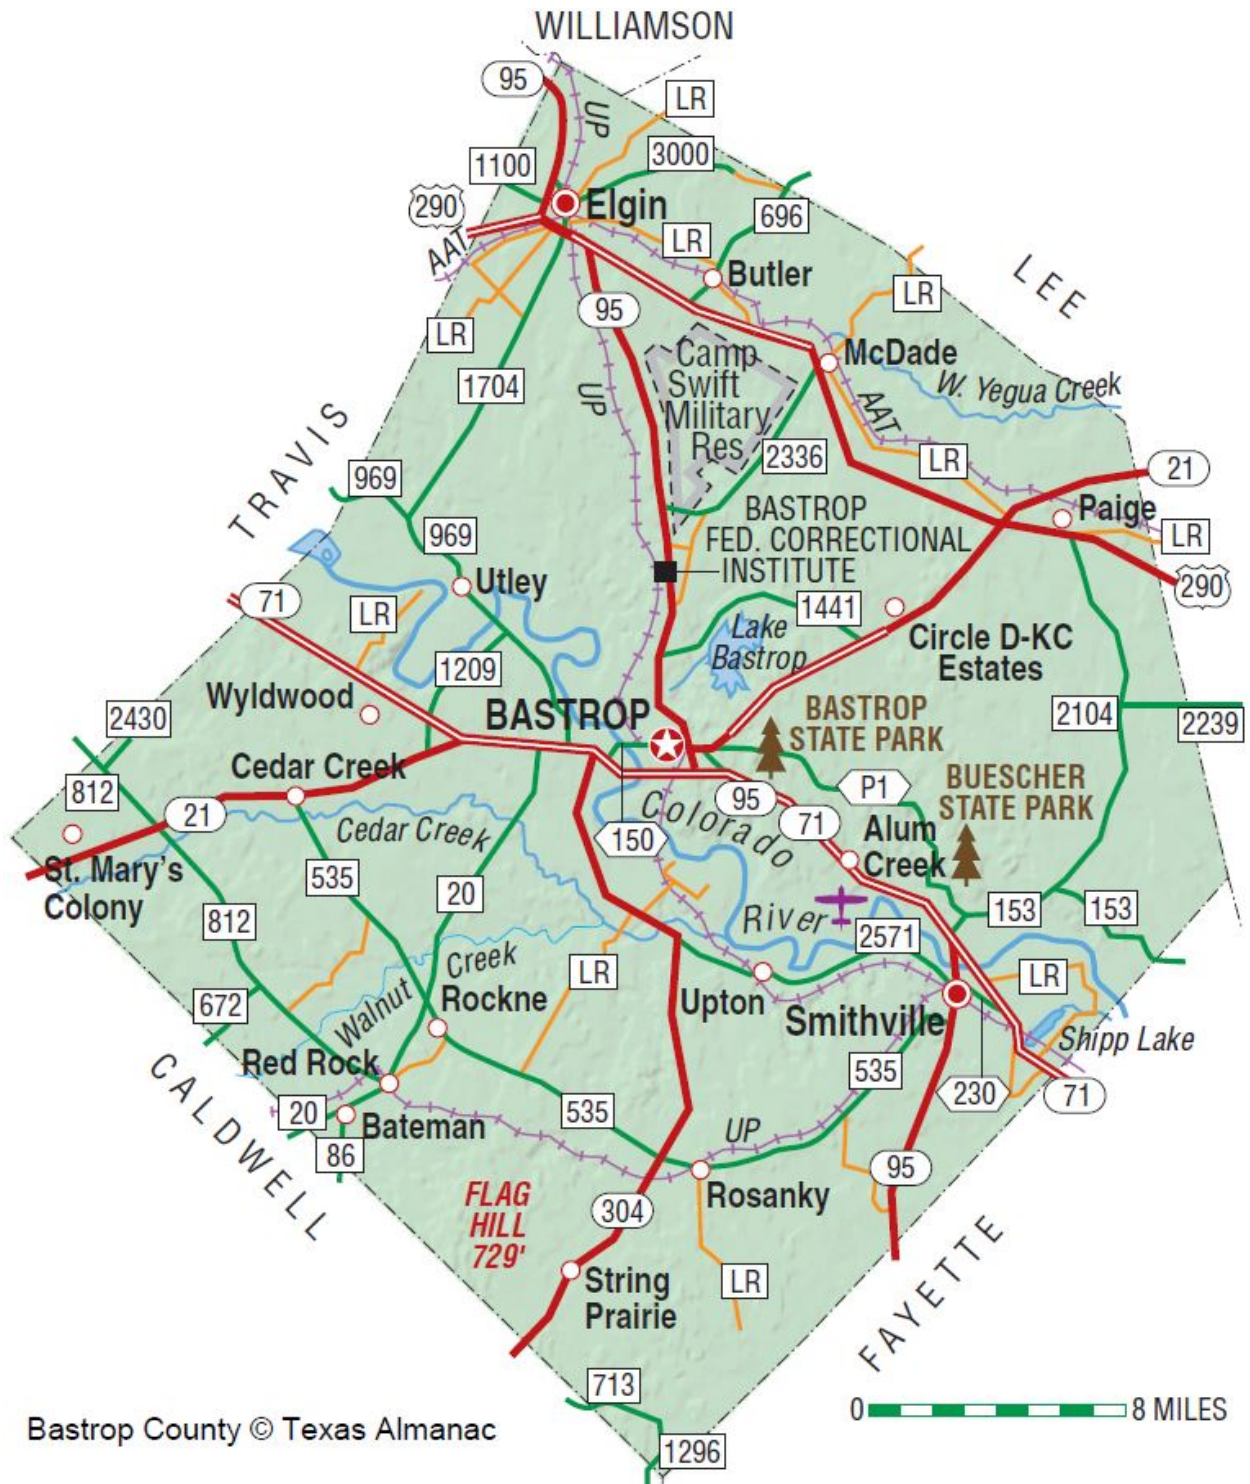 WILLIAMSON
95
UP
LR
1100
3000
290
Elgin
696
AAT
LR
Butler
LEE
LR
95
LR
Camp
Swift
Military
Res
McDade
W. Yegua Creek
1704
UP
AAT
TRAVIS
2336
LR
21
969
Paige
969
BASTROP
FED. CORRECTIONAL
INSTITUTE
LR
290
Utley
71
LR
1441
Lake
Bastrop
Circle D-KC
Estates
1209
Wyldwood
BASTROP
BASTROP
STATE PARK
2104
2239
2430
Cedar Creek
812
P1
BUESCHER
STATE PARK
21
95
71
Cedar Creek
150
Colorado
Alum
Creek
St. Mary's
Colony
535
20
River
153
153
812
2571
Creek
LR
LR
672
Walnut
Rockne
Upton
Smithville
Shipp Lake
Red Rock
535
CALDWELL
230
71
20
Bateman
535
UP
86
95
FLAG
HILL
729'
304
Rosanky
String
Prairie
LR
FAYETTE
713
0
8 MILES
Bastrop County © Texas Almanac
1296